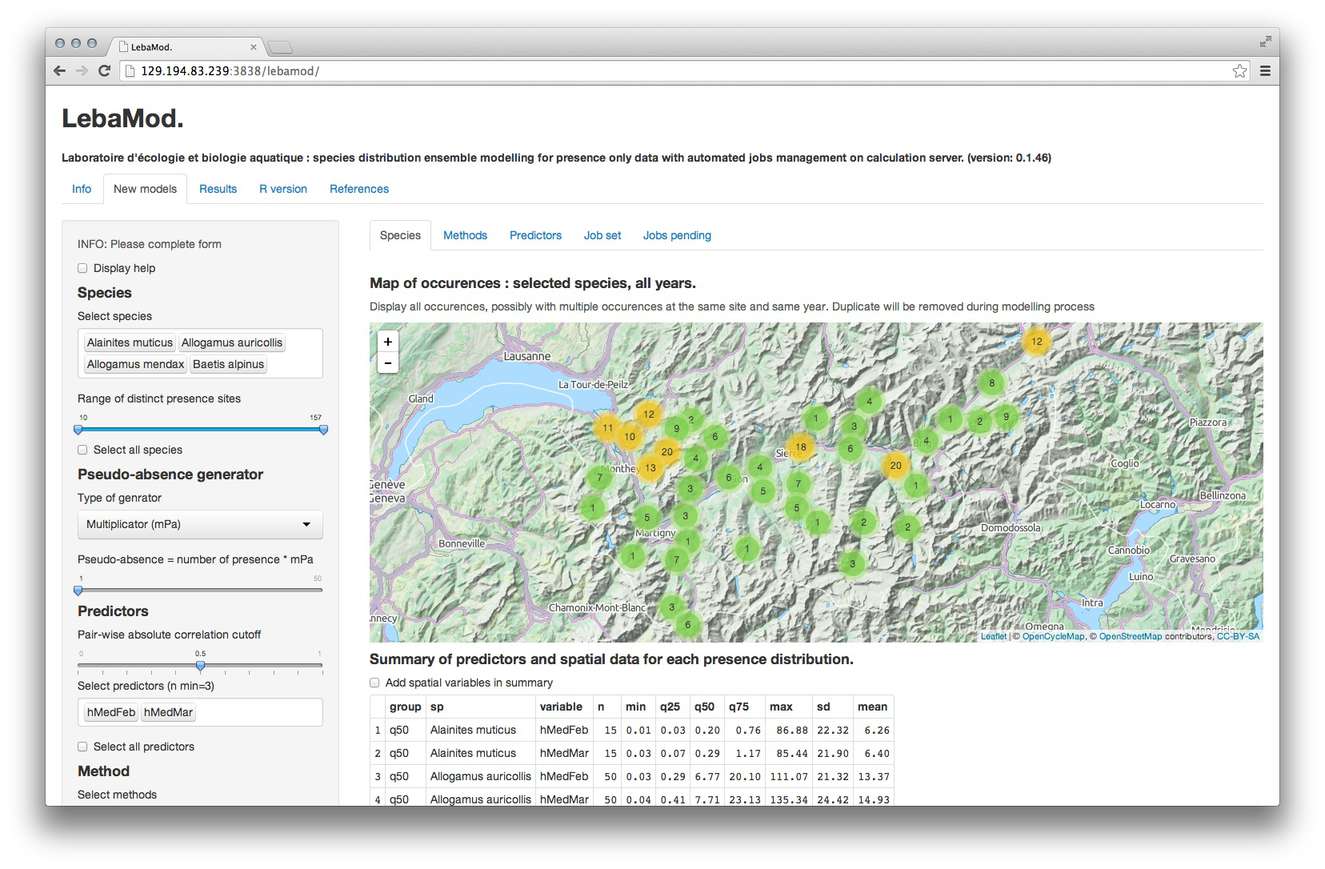 LebaMod.
129.194.83.239:3838/lebamod/
LebaMod.
Laboratoire d'écologie et biologie aquatique : species distribution ensemble modelling for presence only data with automated jobs management on calculation server. (version: 0.1.46)
Info New models Results R version References
INFO: Please complete form
Display help
Species
Select species
Alainites muticus Allogamus auricollis
Allogamus mendax Baetis alpinus
Range of distinct presence sites
10 157
Select all species
Pseudo-absence generator
Type of genrator
Multiplicator (mPa)
Pseudo-absence = number of presence * mPa
1 50
Predictors
Pair-wise absolute correlation cutoff
0 0.5 1
Select predictors (n min=3)
hMedFeb hMedMar
Select all predictors
Method
Select methods
Species Methods Predictors Job set Jobs pending
Map of occurences : selected species, all years.
Display all occurences, possibly with multiple occurences at the same site and same year. Duplicate will be removed during modelling process
+
−
12
Lausanne
8
La Tour-de-Peilz
Gland
4
12 9 2 1 1 2 9
Piazzora
11 10 6 3
20 4 18 6 4
Coglio
13 4 20
7 6 7 1
3 5
Genève
Geneva
Bellinzona
Locarno
1 5 3 5 1 2 2
Martigny
Domodossola
Bonneville
1 7 1 1 3
Cannobio
Gravesano
Luino
Chamonix-Mont-Blanc
3
Intra
6
Omegna
Leaflet | © OpenCycleMap, © OpenStreetMap contributors, CC-BY-SA
Summary of predictors and spatial data for each presence distribution.
Add spatial variables in summary
group sp variable n min q25 q50 q75 max sd mean
1 q50 Alainites muticus hMedFeb 15 0.01 0.03 0.20 0.76 86.88 22.32 6.26
2 q50 Alainites muticus hMedMar 15 0.03 0.07 0.29 1.17 85.44 21.90 6.40
3 q50 Allogamus auricollis hMedFeb 50 0.03 0.29 6.77 20.10 111.07 21.32 13.37
4 q50 Allogamus auricollis hMedMar 50 0.04 0.41 7.71 23.13 135.34 24.42 14.93